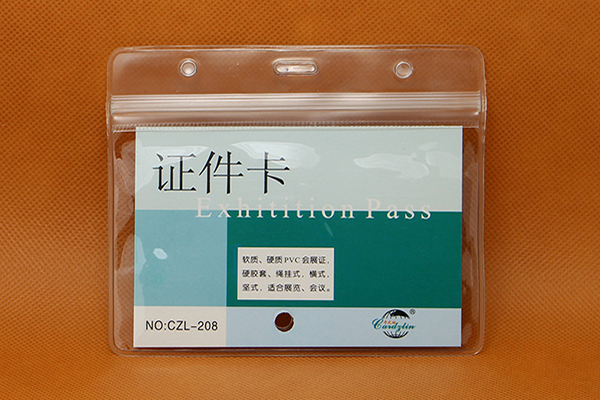 证件卡
Exhitition Pass
软质、硬质PVC会展证,
硬胶套、绳挂式、横式、
坚式、适合展览、会议。
NO:CZL-208
Cardzlin
®